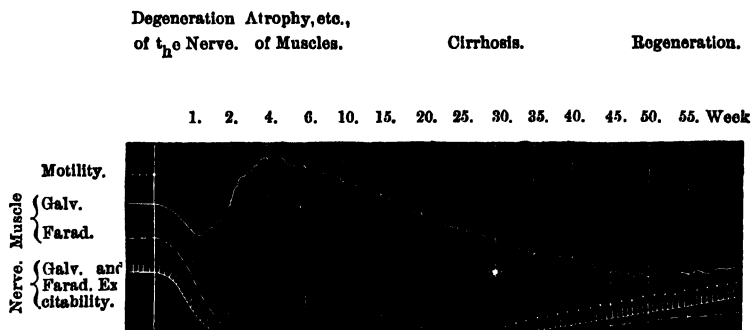 Degeneration Atrophy, etc.,
of the Nerve. of Muscles. Cirrhosis. Regeneration.
1. 2. 4. 6. 10. 15. 20. 25. 30. 35. 40. 45. 50. 55. Week
Motility.
Muscle
Galv.
Farad.
Nerve.
Galv. and
Farad. Ex
citability.